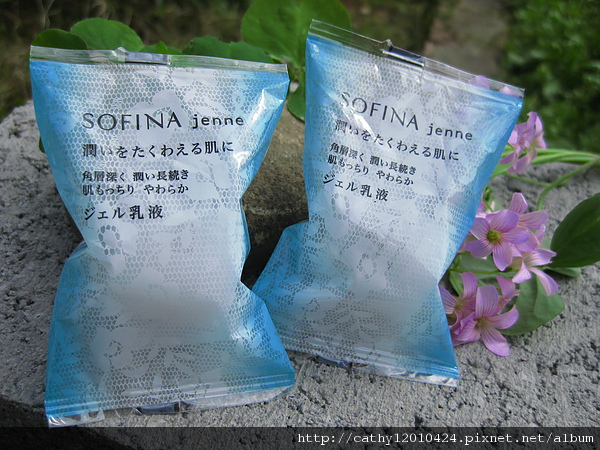 SOFINA jenne
潤いをたくわえる肌に
角層深く 潤い長続き
肌もっちり やわらか
ジェル乳液
SOFINA jenne
潤いをたくわえる肌に
角層深く 潤い長続き
肌もっちり やわらか
ジェル乳液
http://cathy12010424.pixnet.net/album